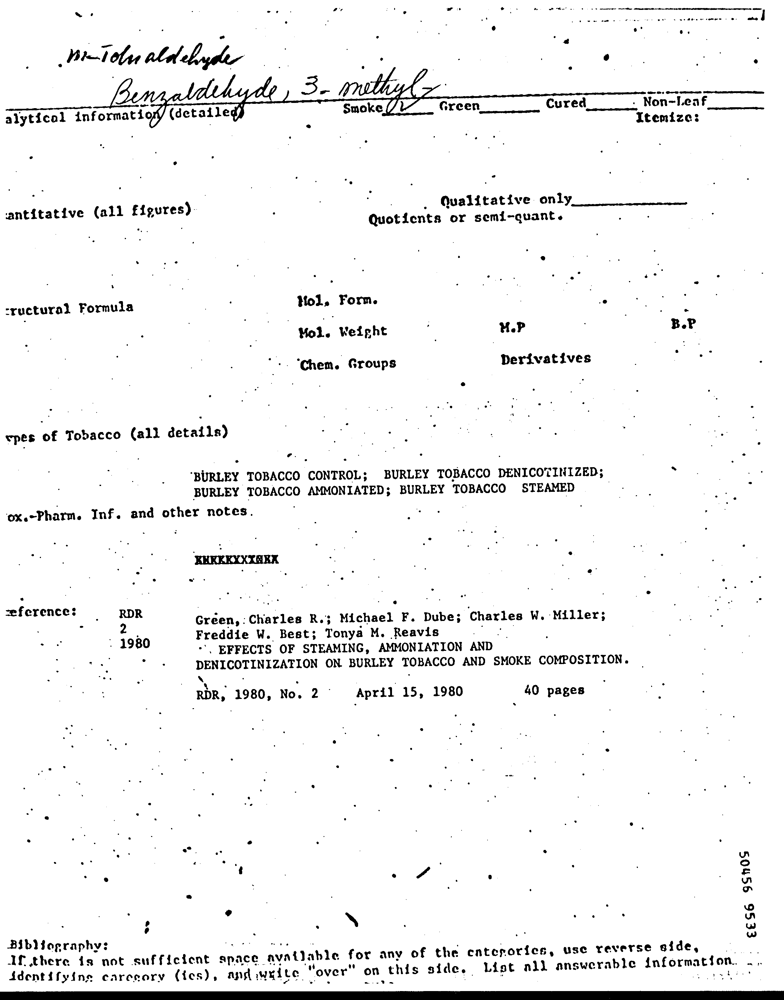 m-Tolualdehyde
Benzaldehyde, 3-methyl-
alytical information (detailed) Smoke ✓ Green Cured Non-Leaf
Itemize:
antitative (all figures) Qualitative only
Quotients or semi-quant.
ructural Formula Mol. Form.
Mol. Weight M.P B.P
Chem. Groups Derivatives
ypes of Tobacco (all details)
BURLEY TOBACCO CONTROL; BURLEY TOBACCO DENICOTINIZED;
BURLEY TOBACCO AMMONIATED; BURLEY TOBACCO STEAMED
ox.-Pharm. Inf. and other notes.
eference: RDR Green, Charles R.; Michael F. Dube; Charles W. Miller;
2 Freddie W. Best; Tonya M. Reavis
1980 EFFECTS OF STEAMING, AMMONIATION AND
DENICOTINIZATION ON BURLEY TOBACCO AND SMOKE COMPOSITION.
RDR, 1980, No. 2 April 15, 1980 40 pages
50456 9533
Bibliography:
If there is not sufficient space available for any of the categories, use reverse side,
identifying caregory (ies), and write "over" on this side. List all answerable information.